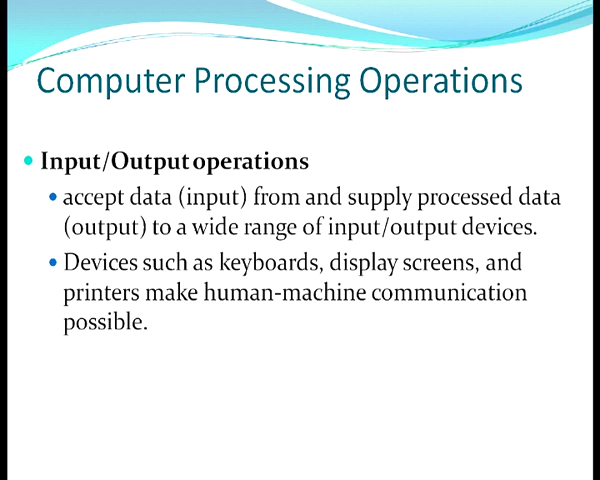 Computer Processing Operations
Input/Output operations
accept data (input) from and supply processed data
(output) to a wide range of input/output devices.
Devices such as keyboards, display screens, and
printers make human-machine communication
possible.